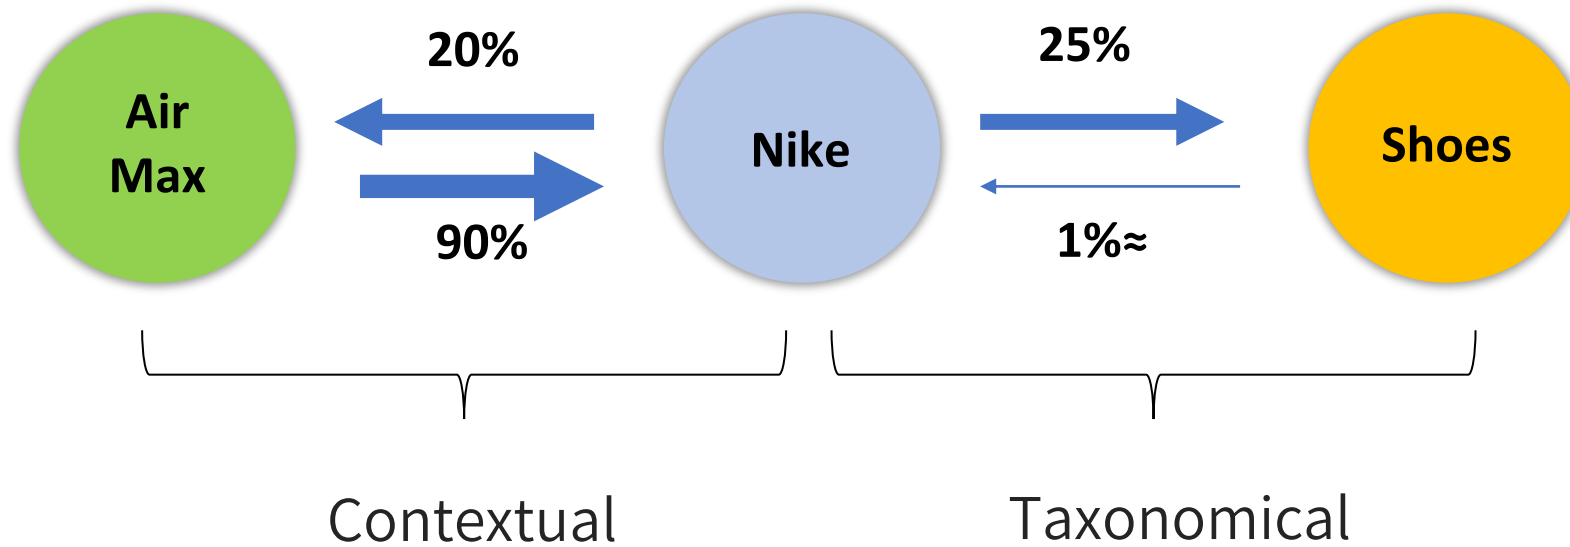 20%
25%
Air
Max
Nike
Shoes
90%
1%≈
Contextual
Taxonomical